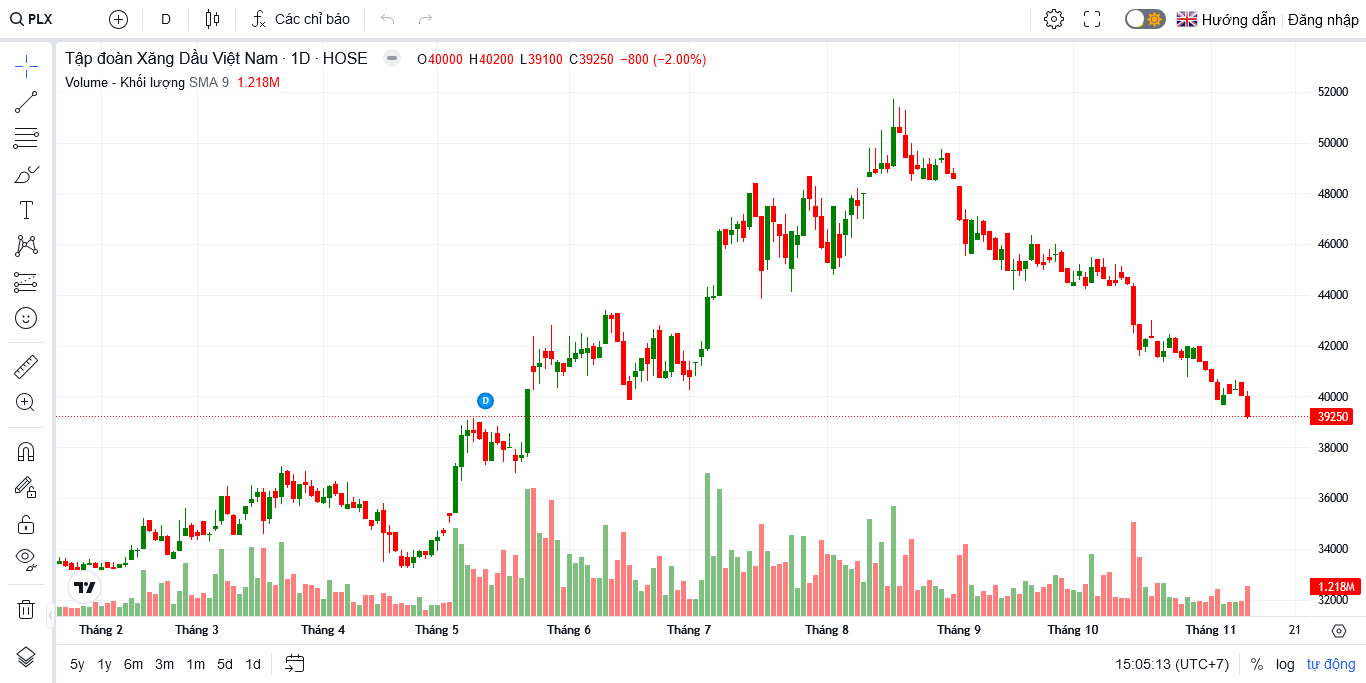 PLX D Các chỉ báo Hướng dẫn Đăng nhập
Tập đoàn Xăng Dầu Việt Nam · 1D · HOSE O40000 H40200 L39100 C39250 −800 (−2.00%)
Volume - Khối lượng SMA 9 1.218M
52000
50000
48000
46000
44000
42000
40000
39250
38000
36000
34000
1.218M
32000
D
Tháng 2 Tháng 3 Tháng 4 Tháng 5 Tháng 6 Tháng 7 Tháng 8 Tháng 9 Tháng 10 Tháng 11 21
5y 1y 6m 3m 1m 5d 1d 15:05:13 (UTC+7) % log tự động